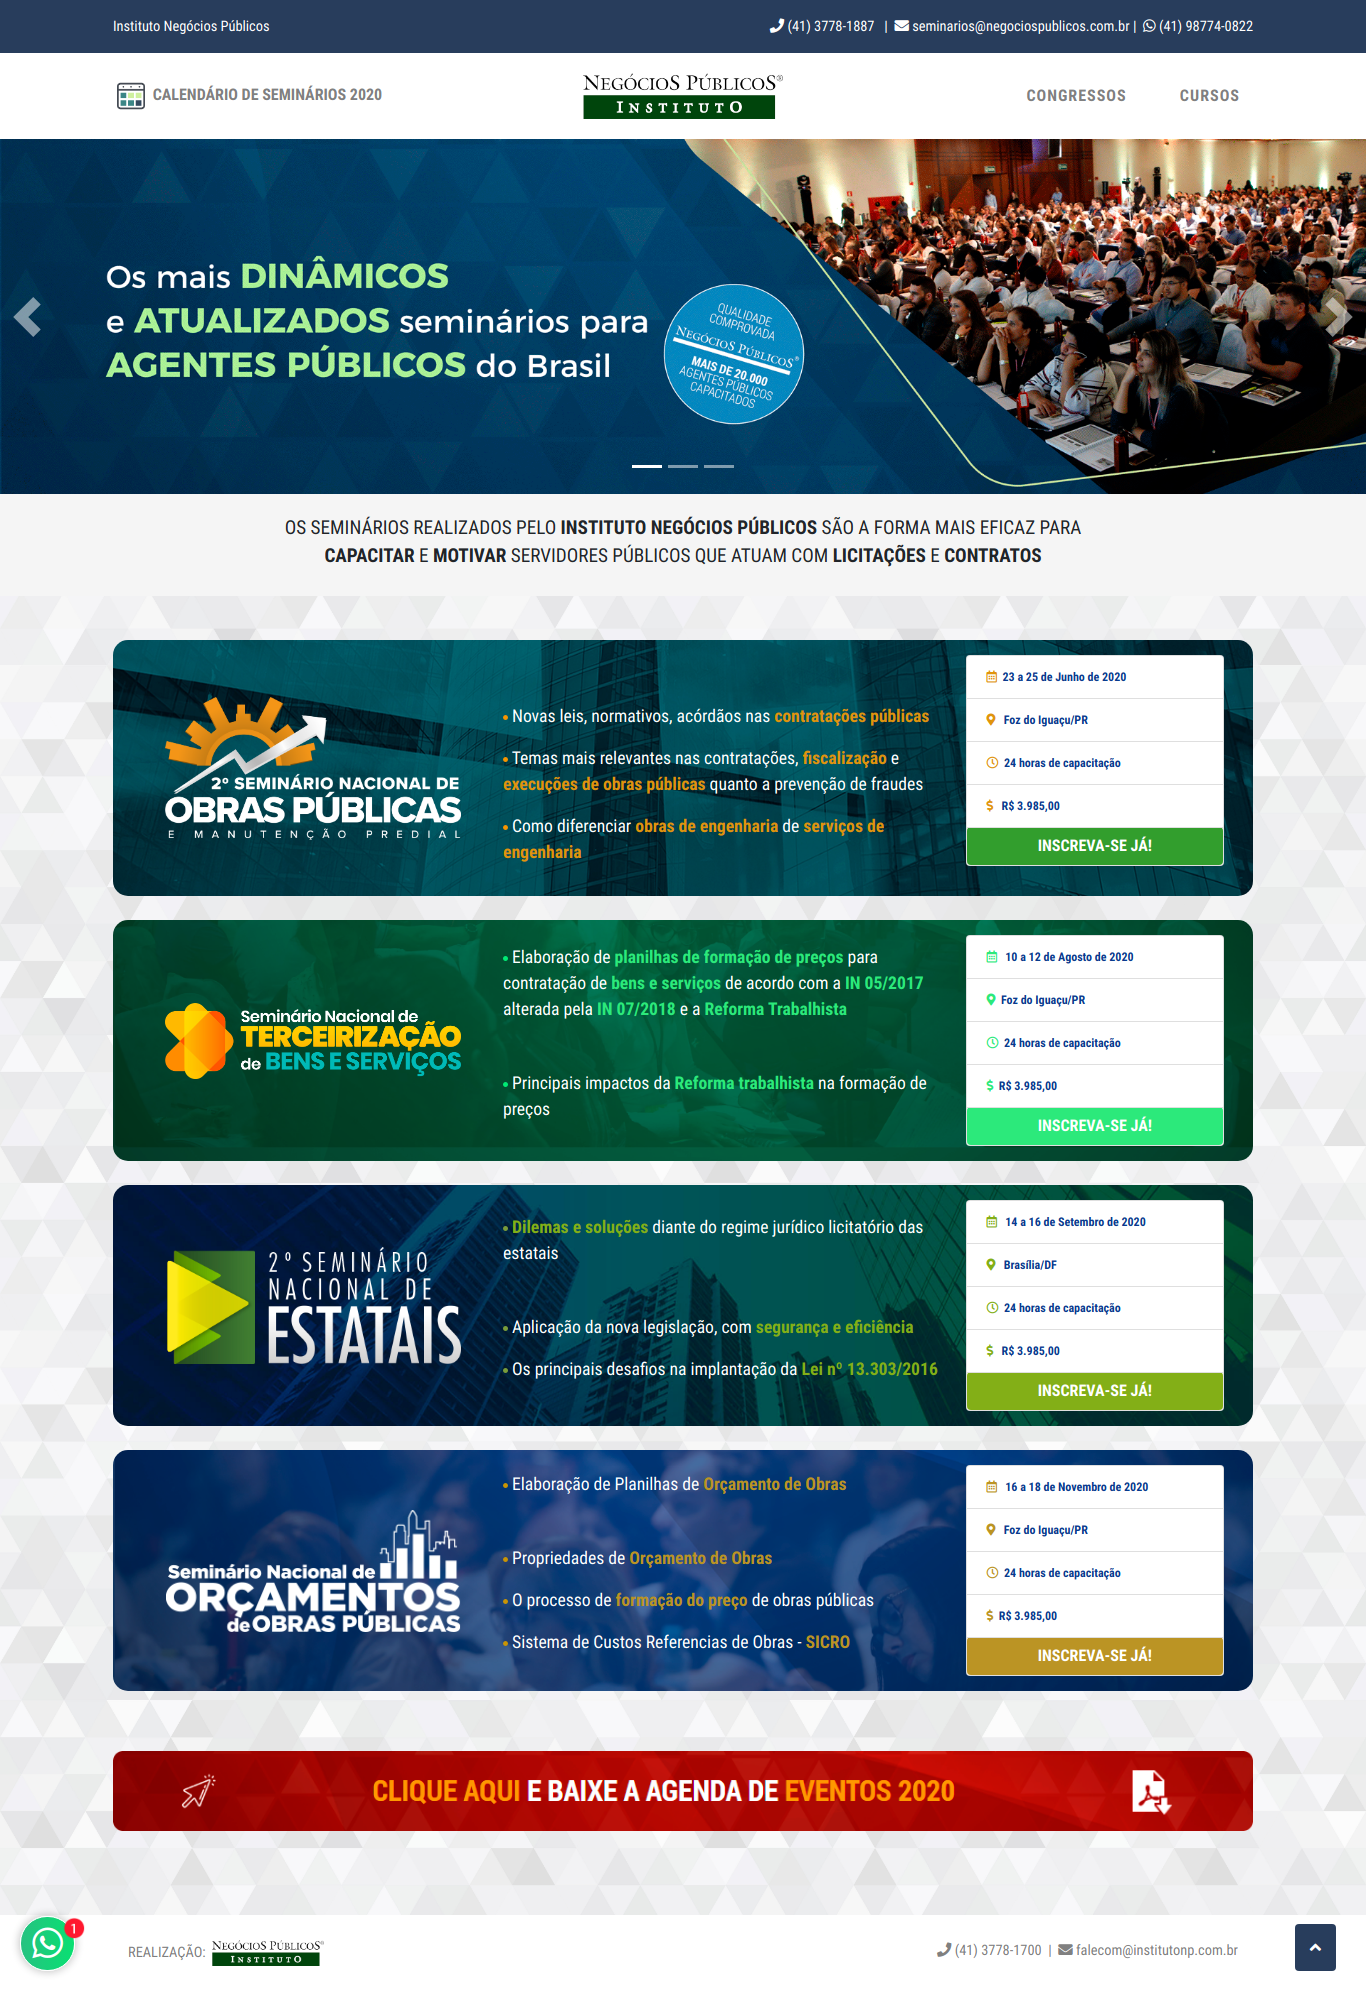 Instituto Negócios Públicos
(41) 3778-1887 | seminarios@negociospublicos.com.br | (41) 98774-0822
CALENDÁRIO DE SEMINÁRIOS 2020
NEGÓCIOS PÚBLICOS®
INSTITUTO
CONGRESSOS
CURSOS
Os mais DINÂMICOS
e ATUALIZADOS seminários para
AGENTES PÚBLICOS do Brasil
QUALIDADE
COMPROVADA
NEGÓCIOS PÚBLICOS®
MAIS DE 20.000
AGENTES PÚBLICOS
CAPACITADOS
OS SEMINÁRIOS REALIZADOS PELO INSTITUTO NEGÓCIOS PÚBLICOS SÃO A FORMA MAIS EFICAZ PARA
CAPACITAR E MOTIVAR SERVIDORES PÚBLICOS QUE ATUAM COM LICITAÇÕES E CONTRATOS
2º SEMINÁRIO NACIONAL DE
OBRAS PÚBLICAS
E MANUTENÇÃO PREDIAL
• Novas leis, normativos, acórdãos nas contratações públicas
• Temas mais relevantes nas contratações, fiscalização e
execuções de obras públicas quanto a prevenção de fraudes
• Como diferenciar obras de engenharia de serviços de
engenharia
23 a 25 de Junho de 2020
Foz do Iguaçu/PR
24 horas de capacitação
R$ 3.985,00
INSCREVA-SE JÁ!
Seminário Nacional de
TERCEIRIZAÇÃO
de BENS E SERVIÇOS
• Elaboração de planilhas de formação de preços para
contratação de bens e serviços de acordo com a IN 05/2017
alterada pela IN 07/2018 e a Reforma Trabalhista
• Principais impactos da Reforma trabalhista na formação de
preços
10 a 12 de Agosto de 2020
Foz do Iguaçu/PR
24 horas de capacitação
R$ 3.985,00
INSCREVA-SE JÁ!
2º SEMINÁRIO
NACIONAL DE
ESTATAIS
• Dilemas e soluções diante do regime jurídico licitatório das
estatais
• Aplicação da nova legislação, com segurança e eficiência
• Os principais desafios na implantação da Lei nº 13.303/2016
14 a 16 de Setembro de 2020
Brasília/DF
24 horas de capacitação
R$ 3.985,00
INSCREVA-SE JÁ!
Seminário Nacional de
ORÇAMENTOS
de OBRAS PÚBLICAS
• Elaboração de Planilhas de Orçamento de Obras
• Propriedades de Orçamento de Obras
• O processo de formação do preço de obras públicas
• Sistema de Custos Referencias de Obras - SICRO
16 a 18 de Novembro de 2020
Foz do Iguaçu/PR
24 horas de capacitação
R$ 3.985,00
INSCREVA-SE JÁ!
CLIQUE AQUI E BAIXE A AGENDA DE EVENTOS 2020
1
REALIZAÇÃO:
NEGÓCIOS PÚBLICOS®
INSTITUTO
(41) 3778-1700 | falecom@institutonp.com.br